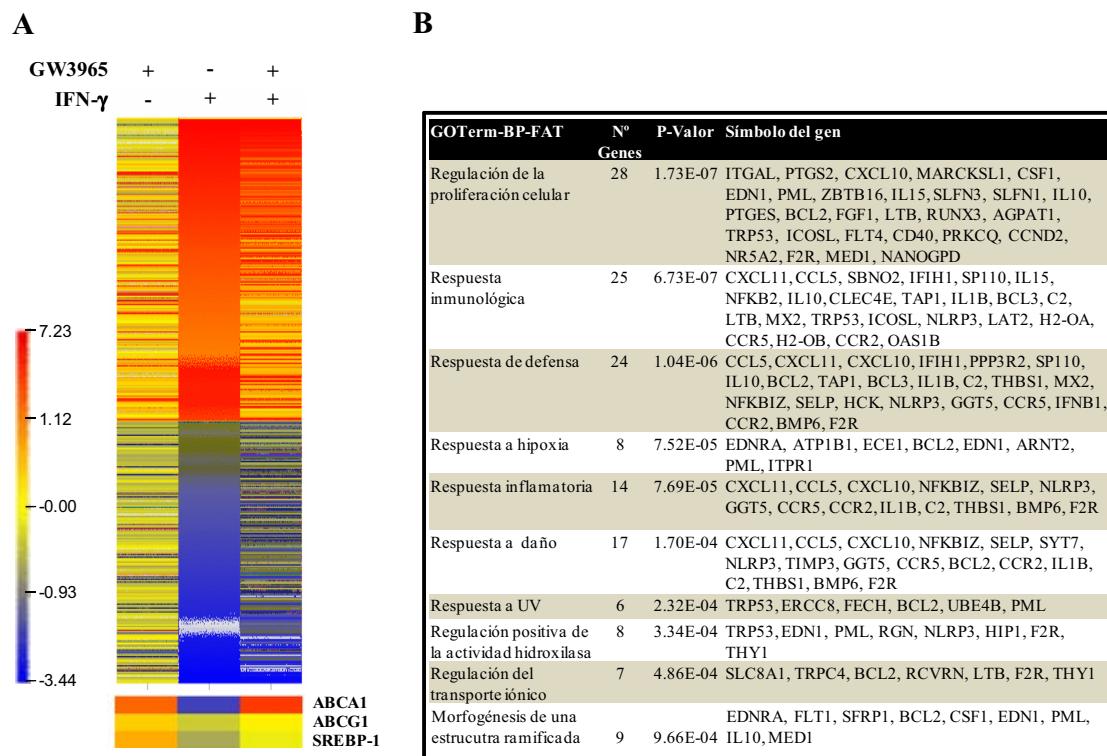 A
B
GW3965 + - +
IFN-γ - + +
7.23
1.12
-0.00
-0.93
-3.44
ABCA1
ABCG1
SREBP-1
GOTerm-BP-FAT Nº Genes P-Valor Símbolo del gen
Regulación de la proliferación celular 28 1.73E-07 ITGAL, PTGS2, CXCL10, MARCKSL1, CSF1,
EDN1, PML, ZBTB16, IL15, SLFN3, SLFN1, IL10,
PTGES, BCL2, FGF1, LTB, RUNX3, AGPAT1,
TRP53, ICOSL, FLT4, CD40, PRKCQ, CCND2,
NR5A2, F2R, MED1, NANOGPD
Respuesta inmunológica 25 6.73E-07 CXCL11, CCL5, SBNO2, IFIH1, SP110, IL15,
NFKB2, IL10, CLEC4E, TAP1, IL1B, BCL3, C2,
LTB, MX2, TRP53, ICOSL, NLRP3, LAT2, H2-OA,
CCR5, H2-OB, CCR2, OAS1B
Respuesta de defensa 24 1.04E-06 CCL5, CXCL11, CXCL10, IFIH1, PPP3R2, SP110,
IL10, BCL2, TAP1, BCL3, IL1B, C2, THBS1, MX2,
NFKBIZ, SELP, HCK, NLRP3, GGT5, CCR5, IFNB1,
CCR2, BMP6, F2R
Respuesta a hipoxia 8 7.52E-05 EDNRA, ATP1B1, ECE1, BCL2, EDN1, ARNT2,
PML, ITPR1
Respuesta inflamatoria 14 7.69E-05 CXCL11, CCL5, CXCL10, NFKBIZ, SELP, NLRP3,
GGT5, CCR5, CCR2, IL1B, C2, THBS1, BMP6, F2R
Respuesta a daño 17 1.70E-04 CXCL11, CCL5, CXCL10, NFKBIZ, SELP, SYT7,
NLRP3, TIMP3, GGT5, CCR5, BCL2, CCR2, IL1B,
C2, THBS1, BMP6, F2R
Respuesta a UV 6 2.32E-04 TRP53, ERCC8, FECH, BCL2, UBE4B, PML
Regulación positiva de la actividad hidroxilasa 8 3.34E-04 TRP53, EDN1, PML, RGN, NLRP3, HIP1, F2R,
THY1
Regulación del transporte iónico 7 4.86E-04 SLC8A1, TRPC4, BCL2, RCVRN, LTB, F2R, THY1
Morfogénesis de una estrucutra ramificada 9 9.66E-04 EDNRA, FLT1, SFRP1, BCL2, CSF1, EDN1, PML,
IL10, MED1